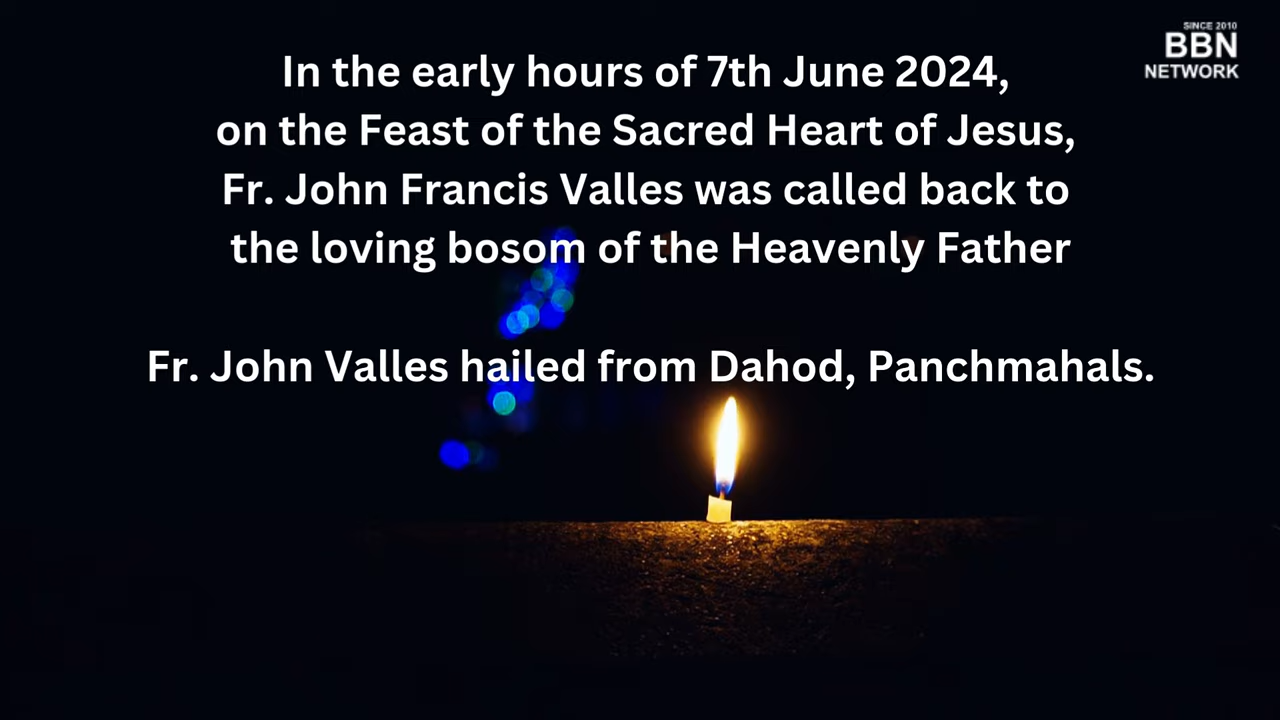 SINCE 2010
BBN
NETWORK
In the early hours of 7th June 2024,
on the Feast of the Sacred Heart of Jesus,
Fr. John Francis Valles was called back to
the loving bosom of the Heavenly Father
Fr. John Valles hailed from Dahod, Panchmahals.